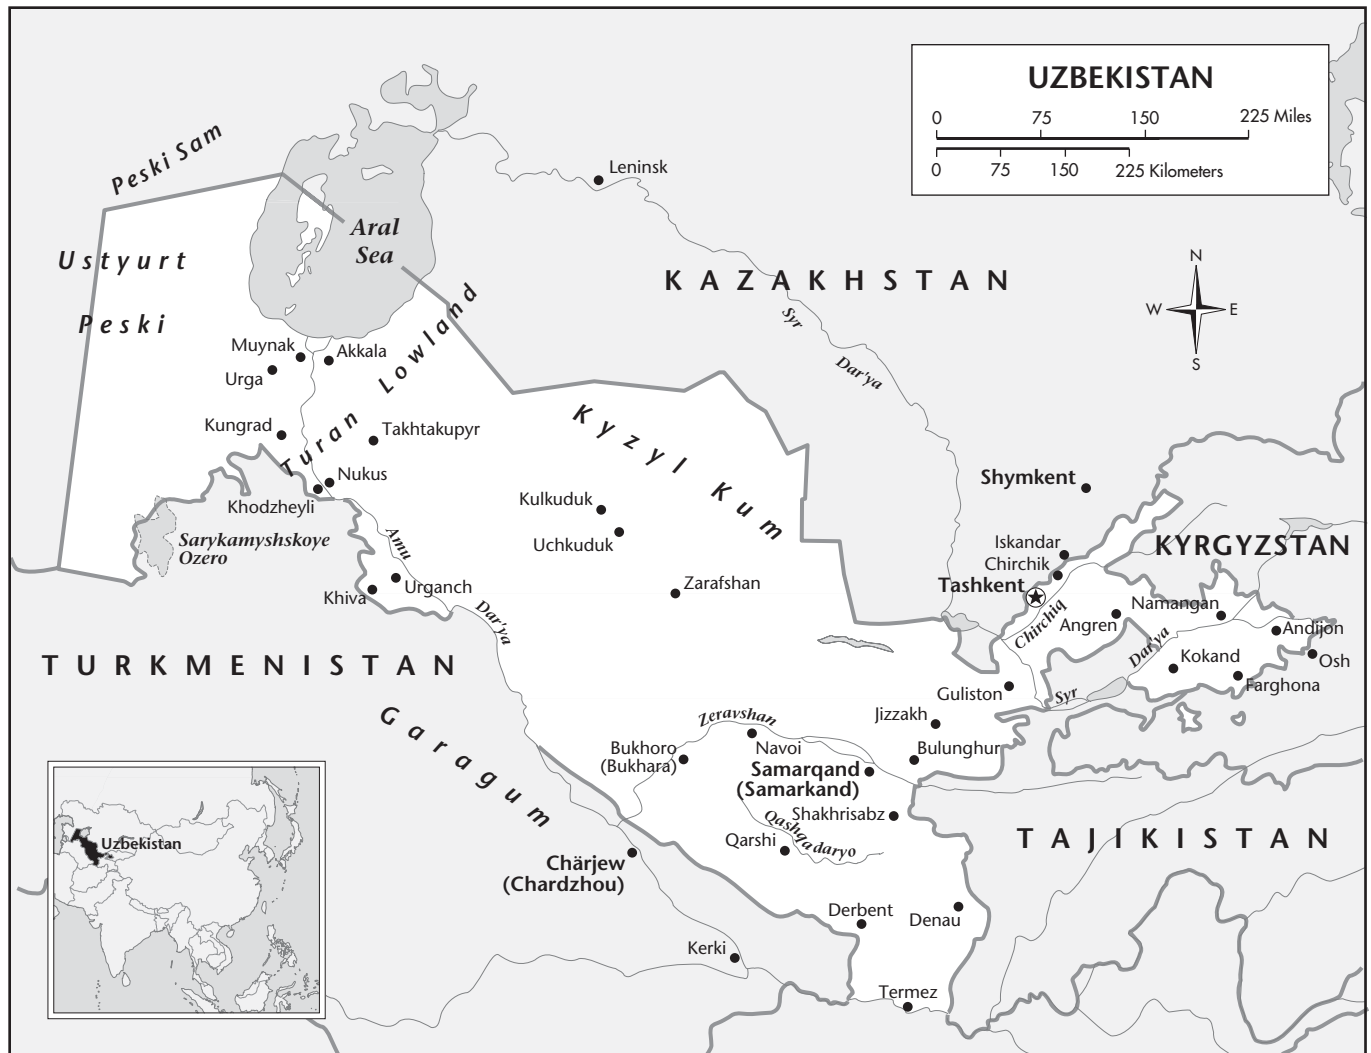 UZBEKISTAN
0 75 150 225 Miles
0 75 150 225 Kilometers
Peski Sam
Leninsk
Aral
Sea
Ustyurt
Peski
KAZAKHSTAN
N
W E
S
Syr
Dar'ya
Turan Lowland
Muynak
Akkala
Urga
Kungrad
Takhtakupyr
Kyzyl Kum
Nukus
Khodzheyli
Shymkent
Kulkuduk
Uchkuduk
Sarykamyshskoye
Ozero
Amu
Dar'ya
Iskandar
Chirchik
Tashkent
KYRGYZSTAN
Urganch
Khiva
Zarafshan
Chirchiq
Angren
Namangan
Andijon
Dar'ya
Kokand
Osh
Farghona
Syr
Guliston
TURKMENISTAN
Garagum
Jizzakh
Zeravshan
Navoi
Bulunghur
Bukhoro
(Bukhara)
Samarqand
(Samarkand)
Shakhrisabz
Qashqadaryo
Qarshi
TAJIKISTAN
Uzbekistan
Chärjew
(Chardzhou)
Derbent
Denau
Kerki
Termez